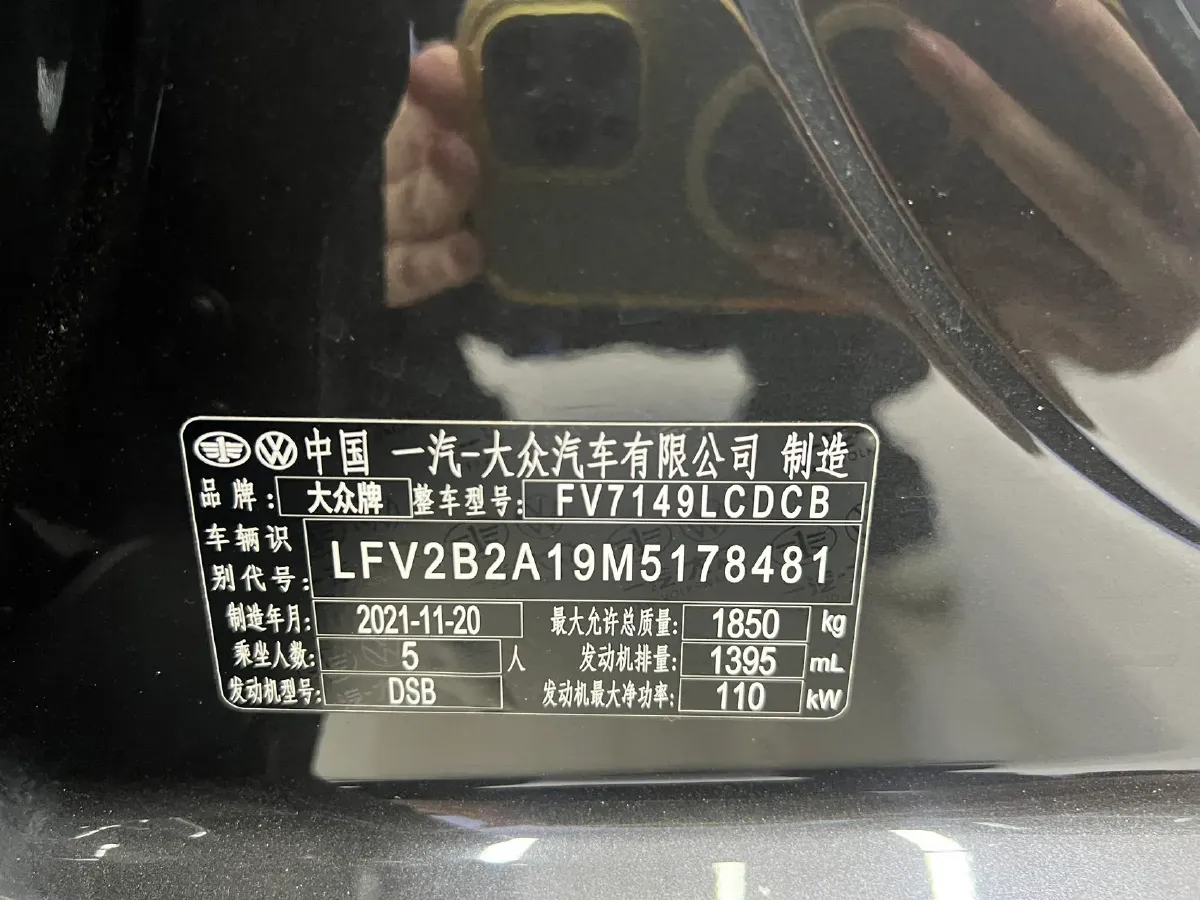 中国 一汽-大众汽车有限公司 制造
品牌: 大众牌 整车型号: FV7149LCDCB
车辆识别代号: LFV2B2A19M5178481
制造年月: 2021-11-20 最大允许总质量: 1850 kg
乘坐人数: 5 人 发动机排量: 1395 mL
发动机型号: DSB 发动机最大净功率: 110 kW